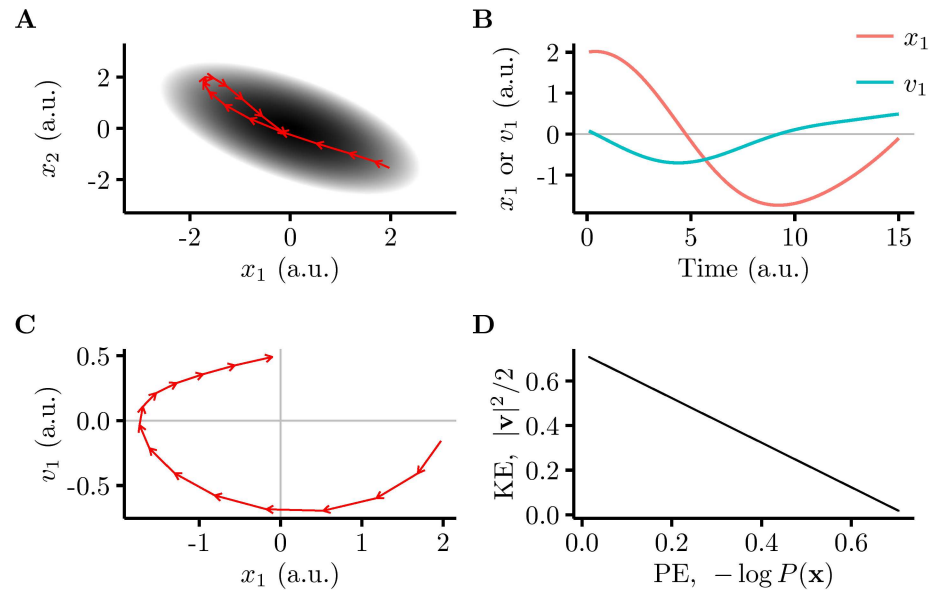 A
x₂ (a.u.)
2
0
-2
-2
0
2
x₁ (a.u.)
B
x₁ or v₁ (a.u.)
2
1
0
-1
0
5
10
15
Time (a.u.)
x₁
v₁
C
v₁ (a.u.)
0.5
0.0
-0.5
-1
0
1
2
x₁ (a.u.)
D
KE, |𝐯|²/2
0.6
0.4
0.2
0.0
0.0
0.2
0.4
0.6
PE, −log P(𝐱)